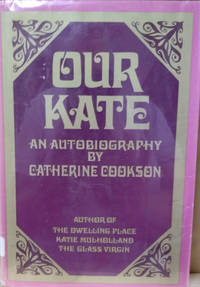 OUR
KATE
AN AUTOBIOGRAPHY
BY
CATHERINE COOKSON
AUTHOR OF
THE DWELLING PLACE
KATIE MULHOLLAND
THE GLASS VIRGIN